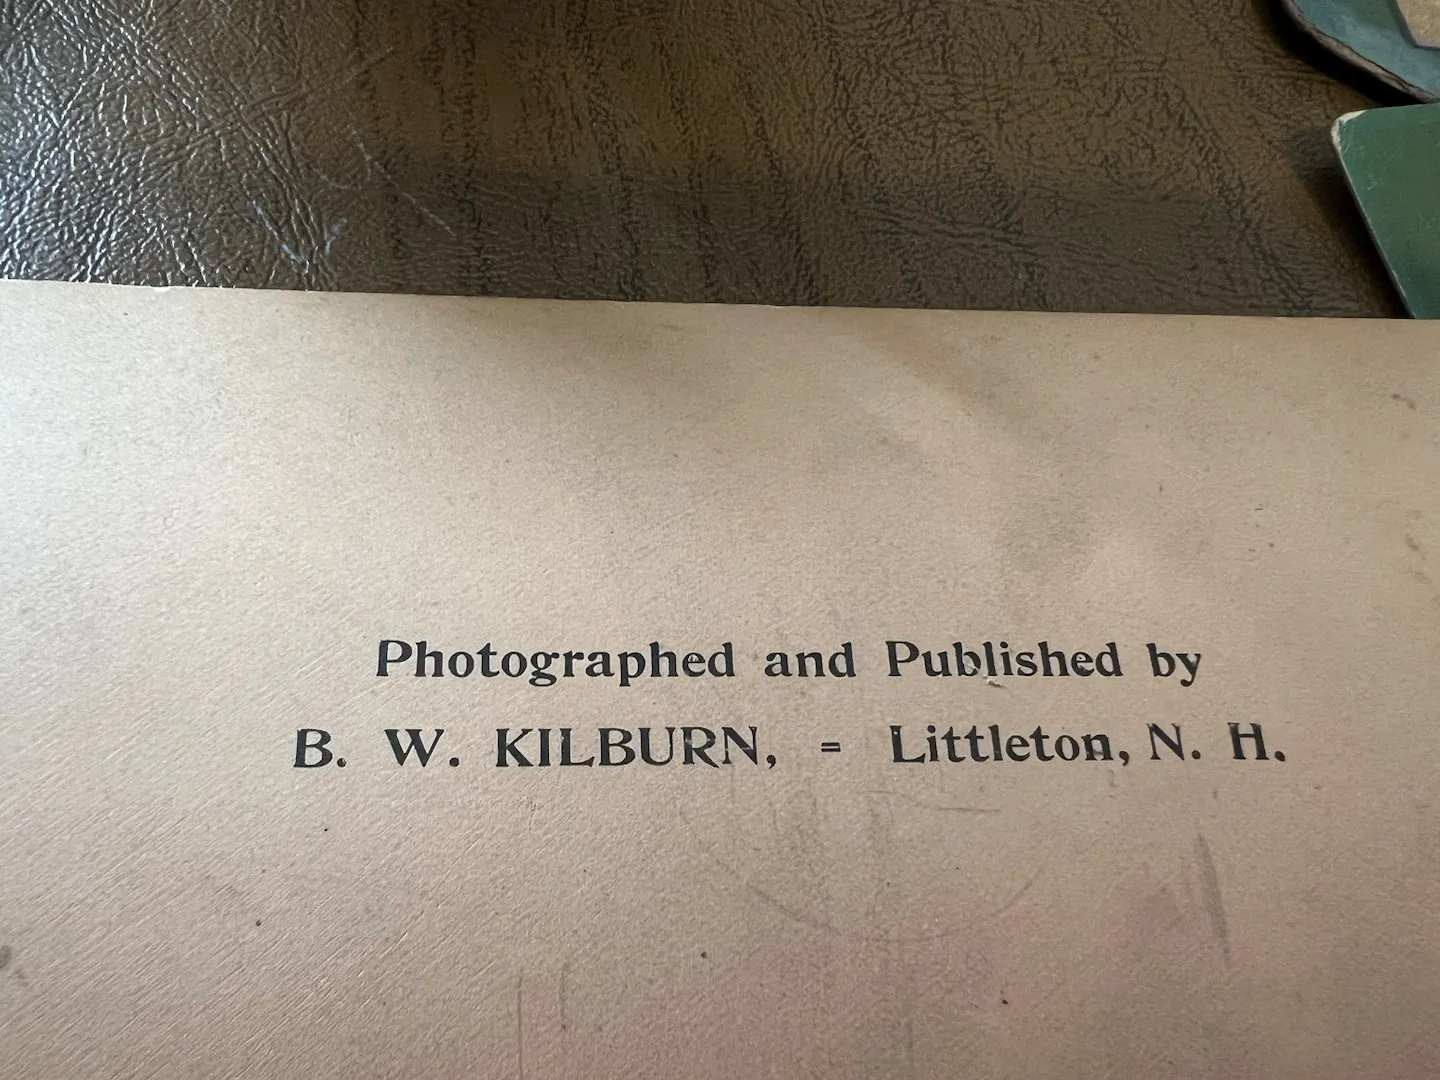 Photographed and Published by
B. W. KILBURN, = Littleton, N. H.